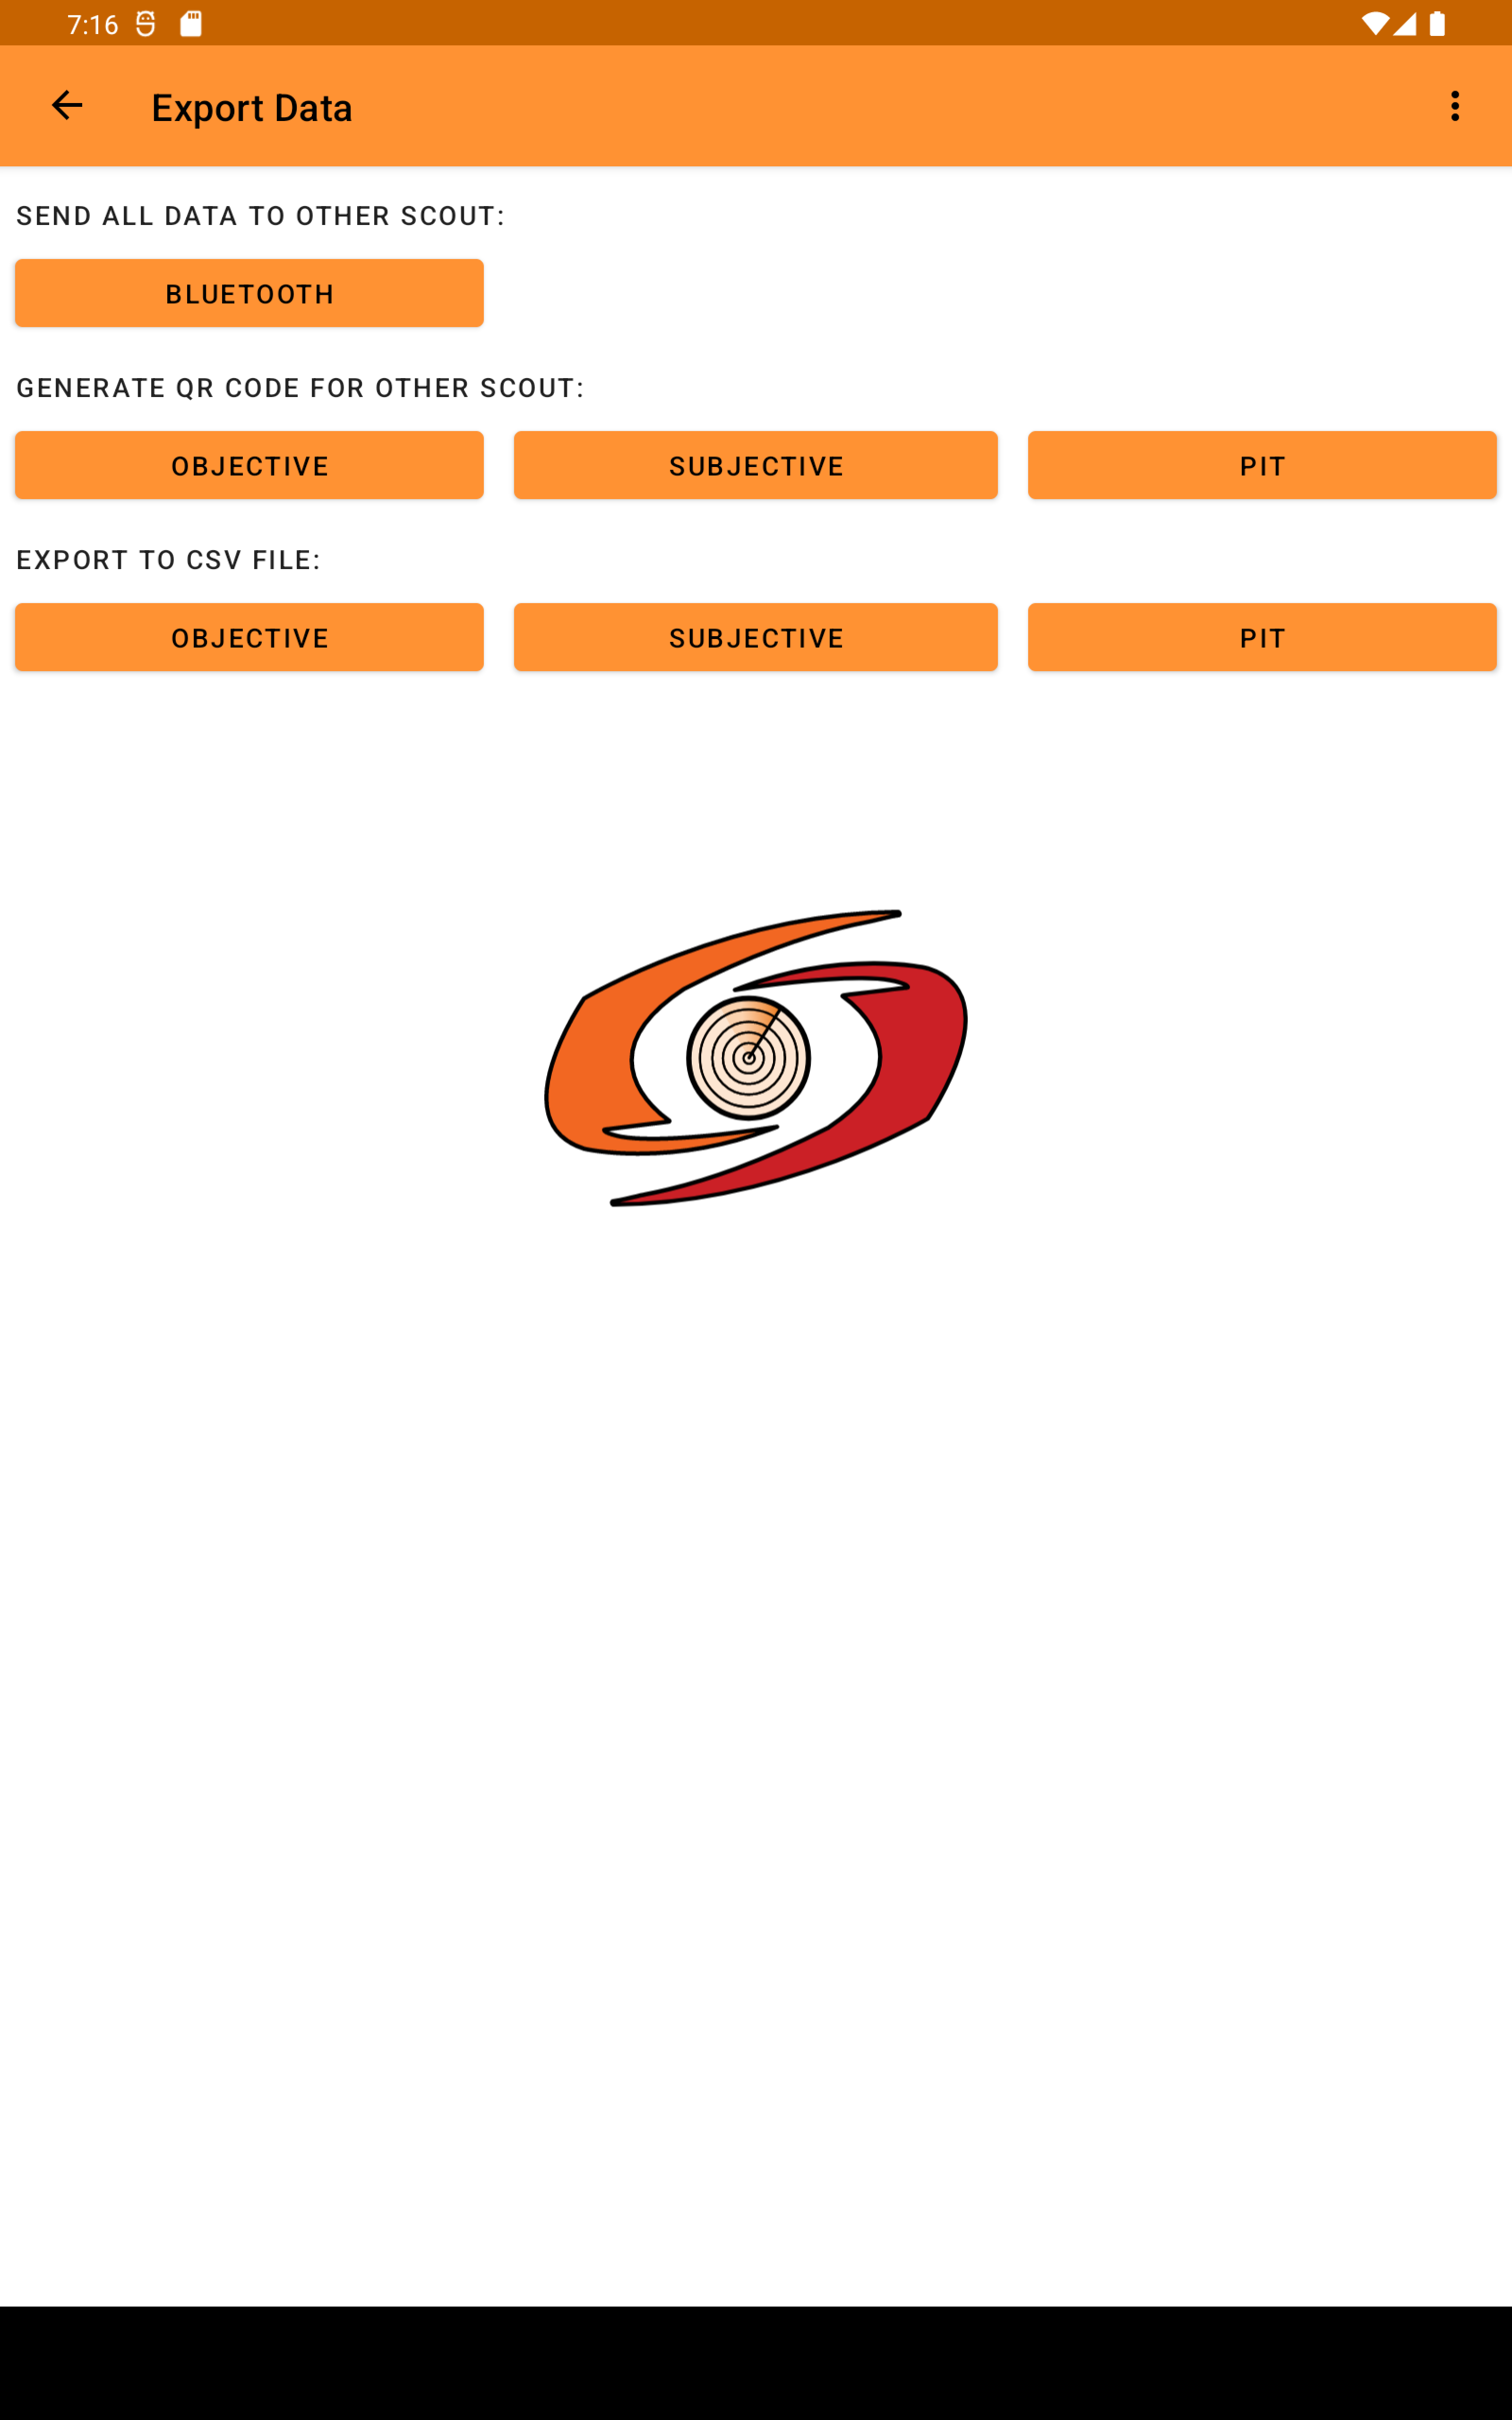 7:16
Export Data
SEND ALL DATA TO OTHER SCOUT:
BLUETOOTH
GENERATE QR CODE FOR OTHER SCOUT:
OBJECTIVE SUBJECTIVE PIT
EXPORT TO CSV FILE:
OBJECTIVE SUBJECTIVE PIT